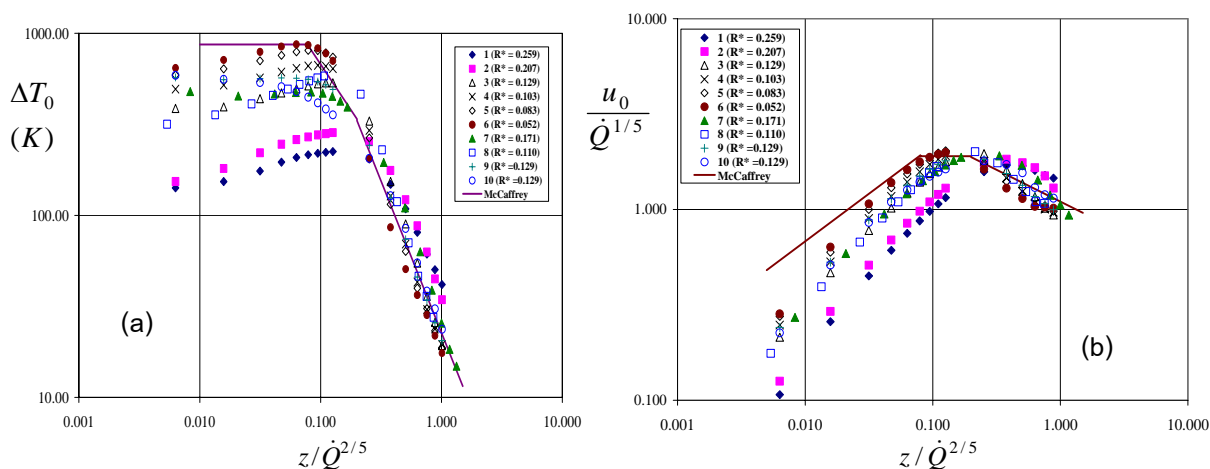 1000.00
ΔT₀
(K)
100.00
10.00
0.001
0.010
0.100
1.000
10.000
z/Q̇^{2/5}
(a)
1 (R* = 0.259)
2 (R* = 0.207)
3 (R* = 0.129)
4 (R* = 0.103)
5 (R* = 0.083)
6 (R* = 0.052)
7 (R* = 0.171)
8 (R* = 0.110)
9 (R* =0.129)
10 (R* =0.129)
McCaffrey
10.000
u₀
Q̇^{1/5}
1.000
0.100
0.001
0.010
0.100
1.000
10.000
z/Q̇^{2/5}
(b)
1 (R* = 0.259)
2 (R* = 0.207)
3 (R* = 0.129)
4 (R* = 0.103)
5 (R* = 0.083)
6 (R* = 0.052)
7 (R* = 0.171)
8 (R* = 0.110)
9 (R* =0.129)
10 (R* =0.129)
McCaffrey